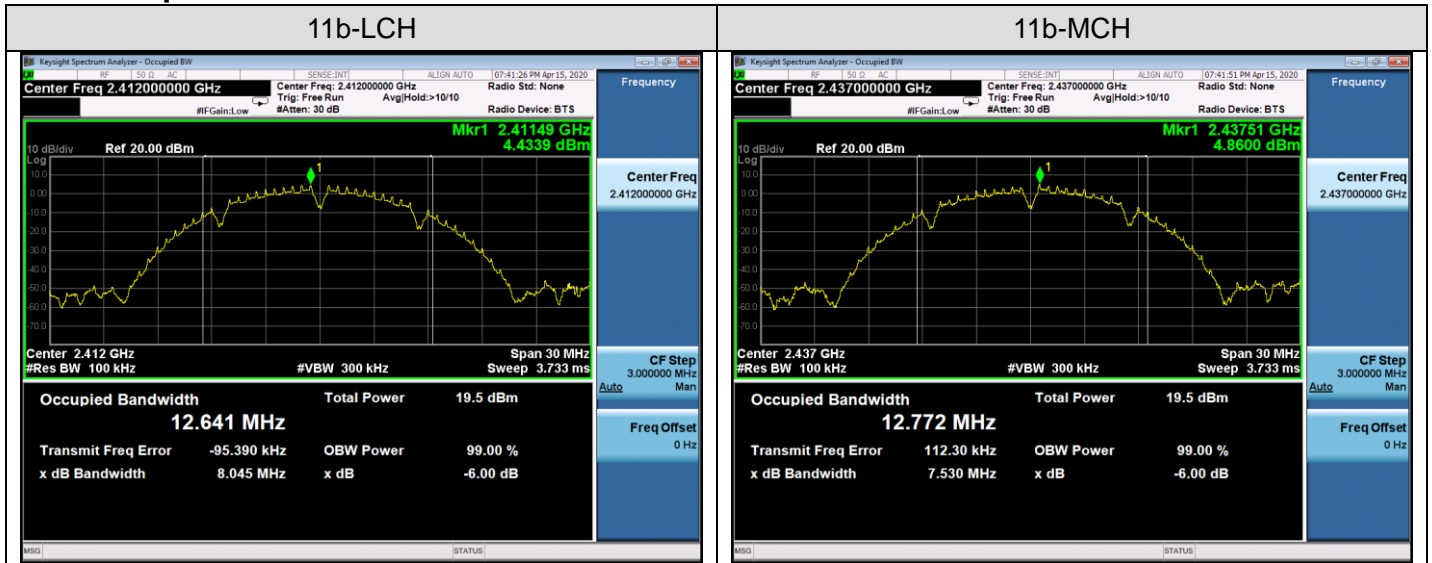 11b-LCH
Keysight Spectrum Analyzer - Occupied BW
RF 50 Ω AC SENSE:INT ALIGN AUTO 07:41:26 PM Apr 15, 2020
Center Freq 2.412000000 GHz
Center Freq: 2.412000000 GHz
Radio Std: None
Trig: Free Run Avg|Hold:>10/10
#IFGain:Low
#Atten: 30 dB
Radio Device: BTS
Frequency
Mkr1 2.41149 GHz
4.4339 dBm
10 dB/div Ref 20.00 dBm
Log
1
10.0
0.00
-10.0
-20.0
-30.0
-40.0
-50.0
-60.0
-70.0
Center Freq
2.412000000 GHz
Center 2.412 GHz Span 30 MHz
#Res BW 100 kHz #VBW 300 kHz Sweep 3.733 ms
CF Step
3.000000 MHz
Auto Man
Occupied Bandwidth Total Power 19.5 dBm
12.641 MHz
Transmit Freq Error -95.390 kHz OBW Power 99.00 %
x dB Bandwidth 8.045 MHz x dB -6.00 dB
Freq Offset
0 Hz
MSG STATUS
11b-MCH
Keysight Spectrum Analyzer - Occupied BW
RF 50 Ω AC SENSE:INT ALIGN AUTO 07:41:51 PM Apr 15, 2020
Center Freq 2.437000000 GHz
Center Freq: 2.437000000 GHz
Radio Std: None
Trig: Free Run Avg|Hold:>10/10
#IFGain:Low
#Atten: 30 dB
Radio Device: BTS
Frequency
Mkr1 2.43751 GHz
4.8600 dBm
10 dB/div Ref 20.00 dBm
Log
1
10.0
0.00
-10.0
-20.0
-30.0
-40.0
-50.0
-60.0
-70.0
Center Freq
2.437000000 GHz
Center 2.437 GHz Span 30 MHz
#Res BW 100 kHz #VBW 300 kHz Sweep 3.733 ms
CF Step
3.000000 MHz
Auto Man
Occupied Bandwidth Total Power 19.5 dBm
12.772 MHz
Transmit Freq Error 112.30 kHz OBW Power 99.00 %
x dB Bandwidth 7.530 MHz x dB -6.00 dB
Freq Offset
0 Hz
MSG STATUS